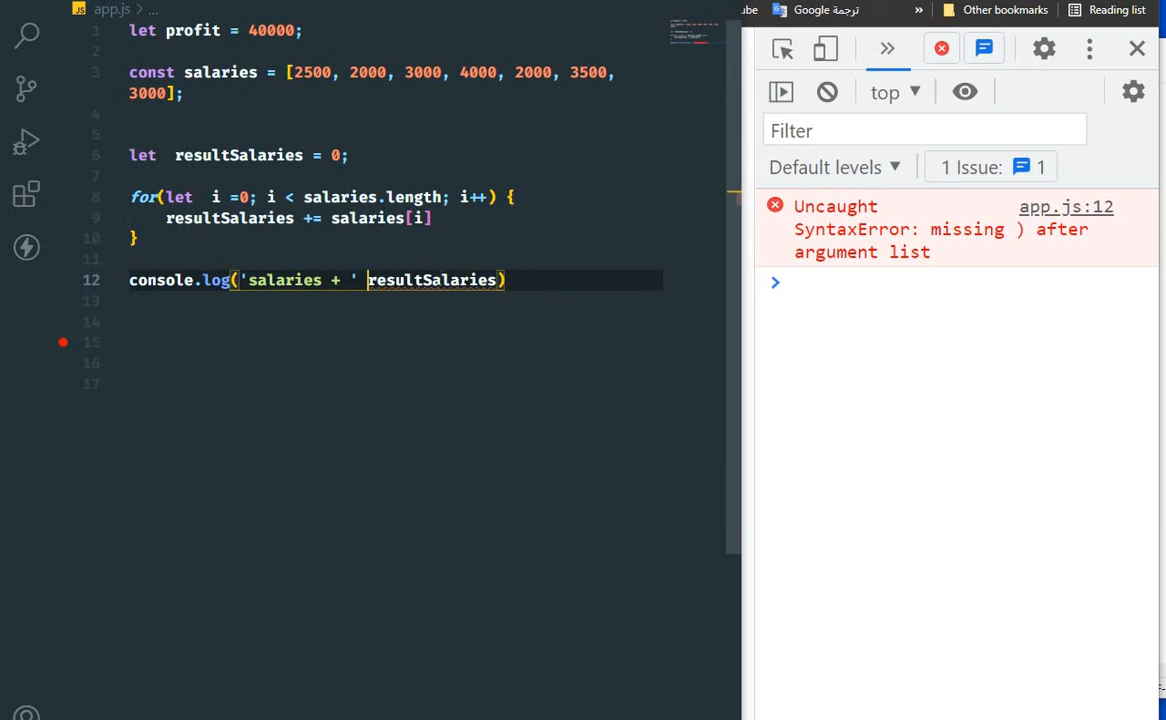 app.js > ...
1 let profit = 40000;
2
3 const salaries = [2500, 2000, 3000, 4000, 2000, 3500,
3000];
4
5
6 let  resultSalaries = 0;
7
8 for(let  i =0; i < salaries.length; i++) {
9     resultSalaries += salaries[i]
10 }
11
12 console.log('salaries + ' resultSalaries)
13
14
15
16
17
ube ترجمة Google » Other bookmarks Reading list
top ▼
Filter
Default levels ▼ 1 Issue: 1
Uncaught app.js:12
SyntaxError: missing ) after
argument list